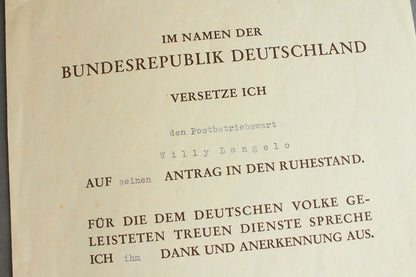 IM NAMEN DER
BUNDESREPUBLIK DEUTSCHLAND
VERSETZE ICH
den Postbetriebswart
Willy Langelo
AUF seinen ANTRAG IN DEN RUHESTAND.
FÜR DIE DEM DEUTSCHEN VOLKE GE-
LEISTETEN TREUEN DIENSTE SPRECHE
ICH ihm DANK UND ANERKENNUNG AUS.